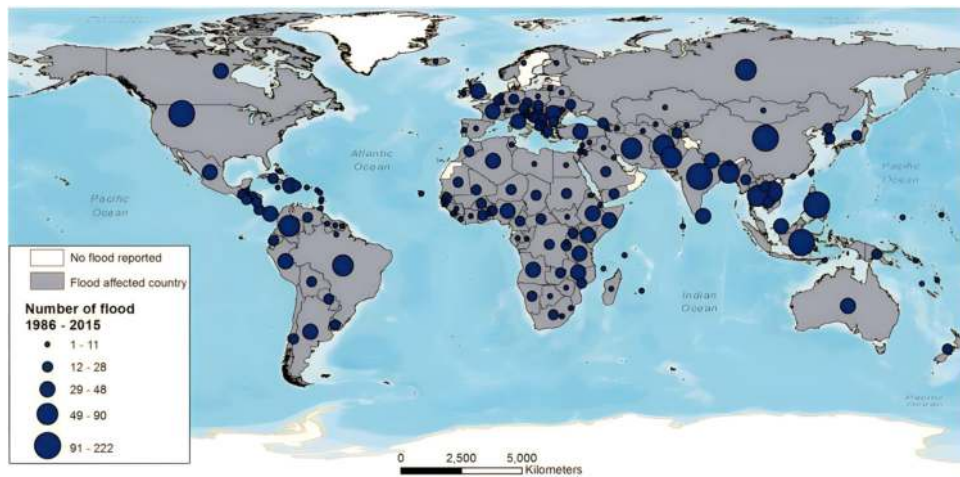 Atlantic
Ocean
Pacific
Ocean
Pacific
Ocean
Indian
Ocean
Ocean
No flood reported
Flood affected country
Number of flood
1986 - 2015
1 - 11
12 - 28
29 - 48
49 - 90
91 - 222
0 2,500 5,000
Kilometers